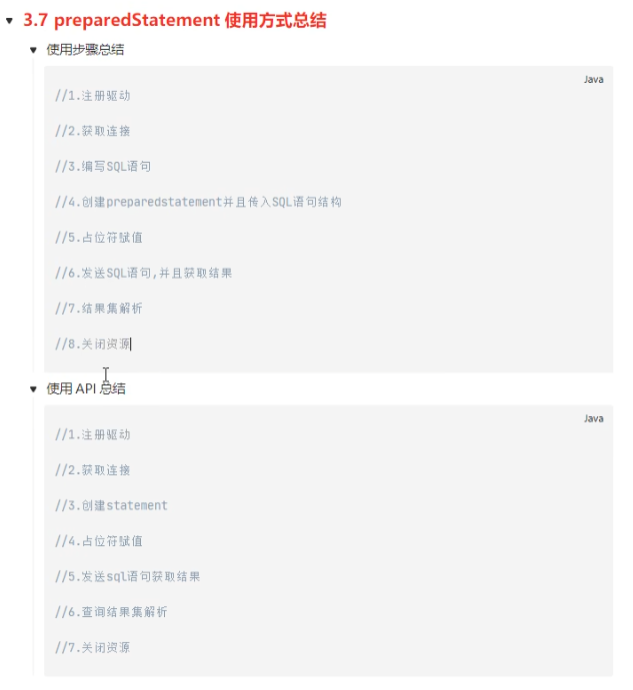 3.7 preparedStatement 使用方式总结
使用步骤总结
Java
//1.注册驱动
//2.获取连接
//3.编写SQL语句
//4.创建preparedstatement并且传入SQL语句结构
//5.占位符赋值
//6.发送SQL语句,并且获取结果
//7.结果集解析
//8.关闭资源
使用 API 总结
Java
//1.注册驱动
//2.获取连接
//3.创建statement
//4.占位符赋值
//5.发送sql语句获取结果
//6.查询结果集解析
//7.关闭资源